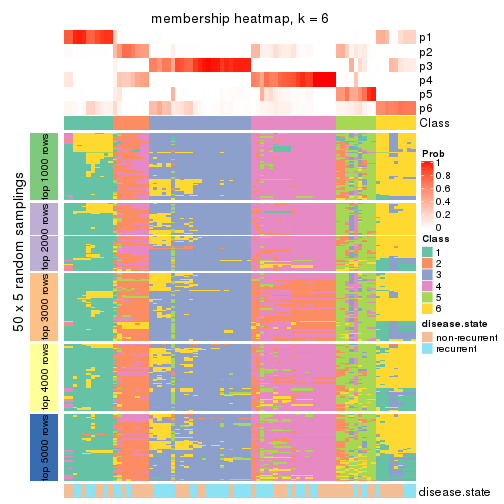 membership heatmap, k = 6
p1
p2
p3
p4
p5
p6
Class
50 x 5 random samplings
top 1000 rows
top 2000 rows
top 3000 rows
top 4000 rows
top 5000 rows
Prob
1
0.8
0.6
0.4
0.2
0
Class
1
2
3
4
5
6
disease.state
non-recurrent
recurrent
disease.state